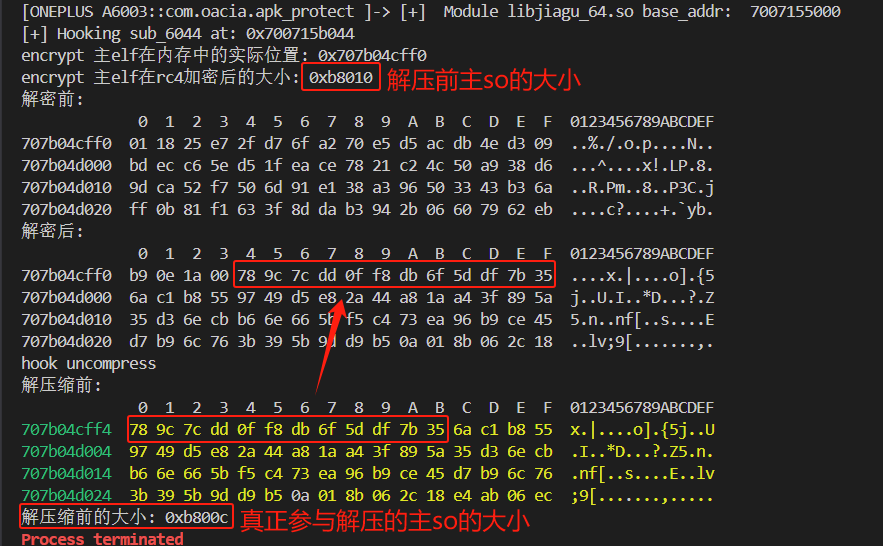 [ONEPLUS A6003::com.oacia.apk_protect ]-> [+]  Module libjiagu_64.so base_addr:  7007155000
[+] Hooking sub_6044 at: 0x700715b044
encrypt 主elf在内存中的实际位置: 0x707b04cff0
encrypt 主elf在rc4加密后的大小: 0xb8010 解压前主so的大小
解密前:
0  1  2  3  4  5  6  7  8  9  A  B  C  D  E  F  0123456789ABCDEF
707b04cff0  01 18 25 e7 2f d7 6f a2 70 e5 d5 ac db 4e d3 09  ..%./.o.p....N..
707b04d000  bd ec c6 5e ed d5 1f ea ce 78 21 c2 4c 50 a9 38 d6  ...^....x!.LP.8.
707b04d010  9d ca 52 f7 50 6d 91 e1 38 a3 96 50 33 43 b3 6a  ..R.Pm..8..P3C.j
707b04d020  ff 0b 81 f1 63 3f 8d da b3 94 2b 06 60 79 62 eb  ....c?....+.`yb.
解密后:
0  1  2  3  4  5  6  7  8  9  A  B  C  D  E  F  0123456789ABCDEF
707b04cff0  b9 0e 1a 00 78 9c 7c dd 0f f8 db 6f 5d df 7b 35  ....x.|....o].{5
707b04d000  6a c1 b8 55 97 49 d5 e8 2a 44 a8 1a a4 3f 89 5a  j..U.I..*D...?.Z
707b04d010  35 d3 6e cb b6 6e 66 5b f5 c4 73 ea 96 b9 ce 45  5.n..nf[..s....E
707b04d020  d7 b9 6c 76 3b 39 5b 9d d9 b5 0a 01 8b 06 2c 18  ..lv;9[.......,.
hook uncompress
解压缩前:
0  1  2  3  4  5  6  7  8  9  A  B  C  D  E  F  0123456789ABCDEF
707b04cff4  78 9c 7c dd 0f f8 db 6f 5d df 7b 35 6a c1 b8 55  x.|....o].{5j..U
707b04d004  97 49 d5 e8 2a 44 a8 1a a4 3f 89 5a 35 d3 6e cb  .I..*D...?.Z5.n.
707b04d014  b6 6e 66 5b f5 c4 73 ea 96 b9 ce 45 d7 b9 6c 76  .nf[..s....E..lv
707b04d024  3b 39 5b 9d d9 b5 0a 01 8b 06 2c 18 e4 ab 06 ec  ;9[.......,.....
解压缩前的大小: 0xb800c 真正参与解压的主so的大小
Process terminated